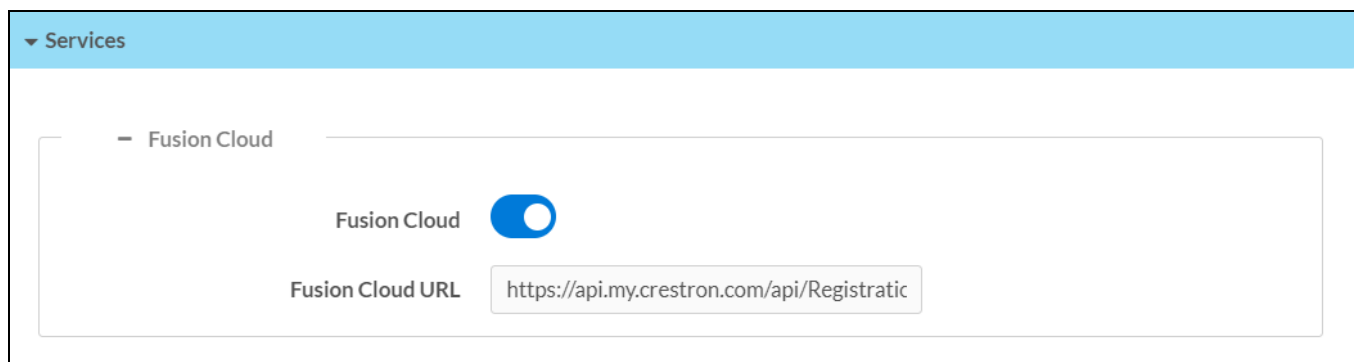 Services
Fusion Cloud
Fusion Cloud
Fusion Cloud URL https://api.my.crestron.com/api/Registratic